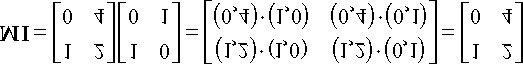 MI = [1 2; 0 4] [1 0; 0 1] = [(1,2)·(1,0) (1,2)·(0,1); (0,4)·(1,0) (0,4)·(0,1)] = [1 2; 0 4]